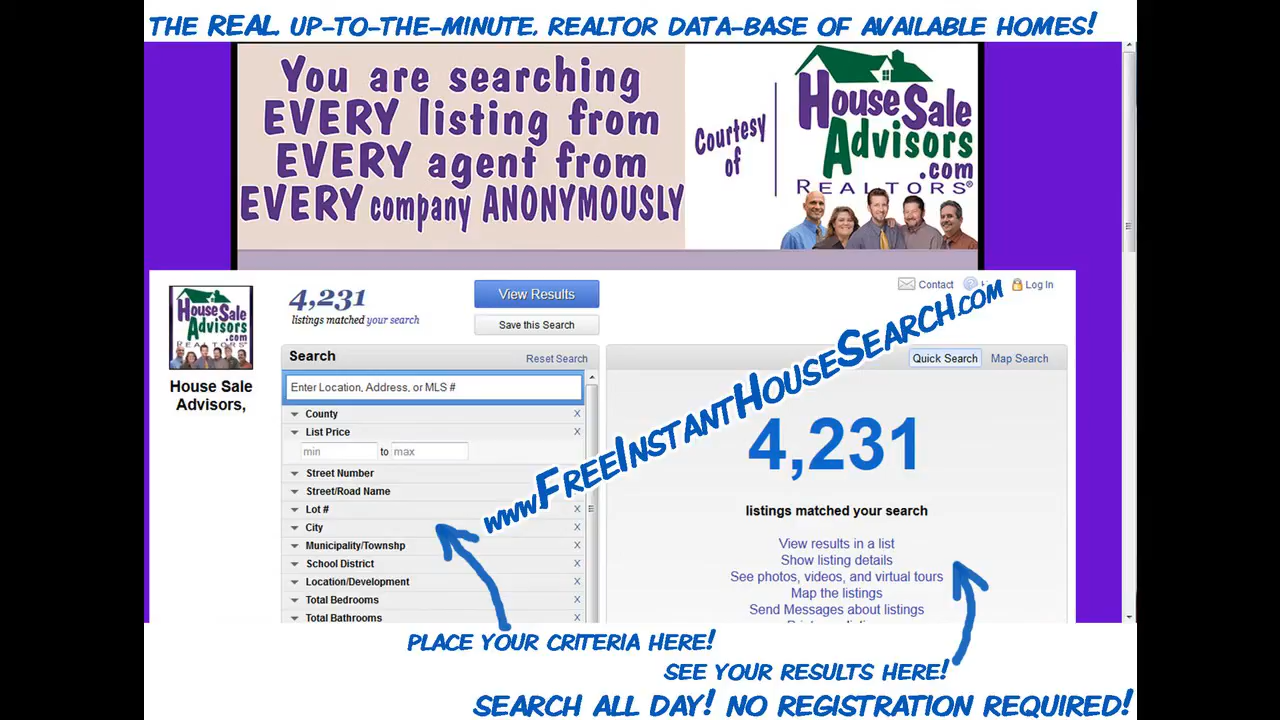 THE REAL, UP-TO-THE-MINUTE, REALTOR DATA-BASE OF AVAILABLE HOMES!
You are searching
EVERY listing from
EVERY agent from
EVERY company ANONYMOUSLY
Courtesy
of
House Sale
Advisors
.com
REALTORS®
House Sale
Advisors
.com
REALTORS
House Sale
Advisors,
4,231
listings matched your search
View Results
Save this Search
Contact
Log In
www.FreeInstantHouseSearch.com
Search
Reset Search
Quick Search
Map Search
Enter Location, Address, or MLS #
County X
List Price X
min to max
Street Number
Street/Road Name
Lot # X
City X
Municipality/Townshp X
School District X
Location/Development X
Total Bedrooms X
Total Bathrooms X
4,231
listings matched your search
View results in a list
Show listing details
See photos, videos, and virtual tours
Map the listings
Send Messages about listings
PLACE YOUR CRITERIA HERE!
SEE YOUR RESULTS HERE!
SEARCH ALL DAY! NO REGISTRATION REQUIRED!